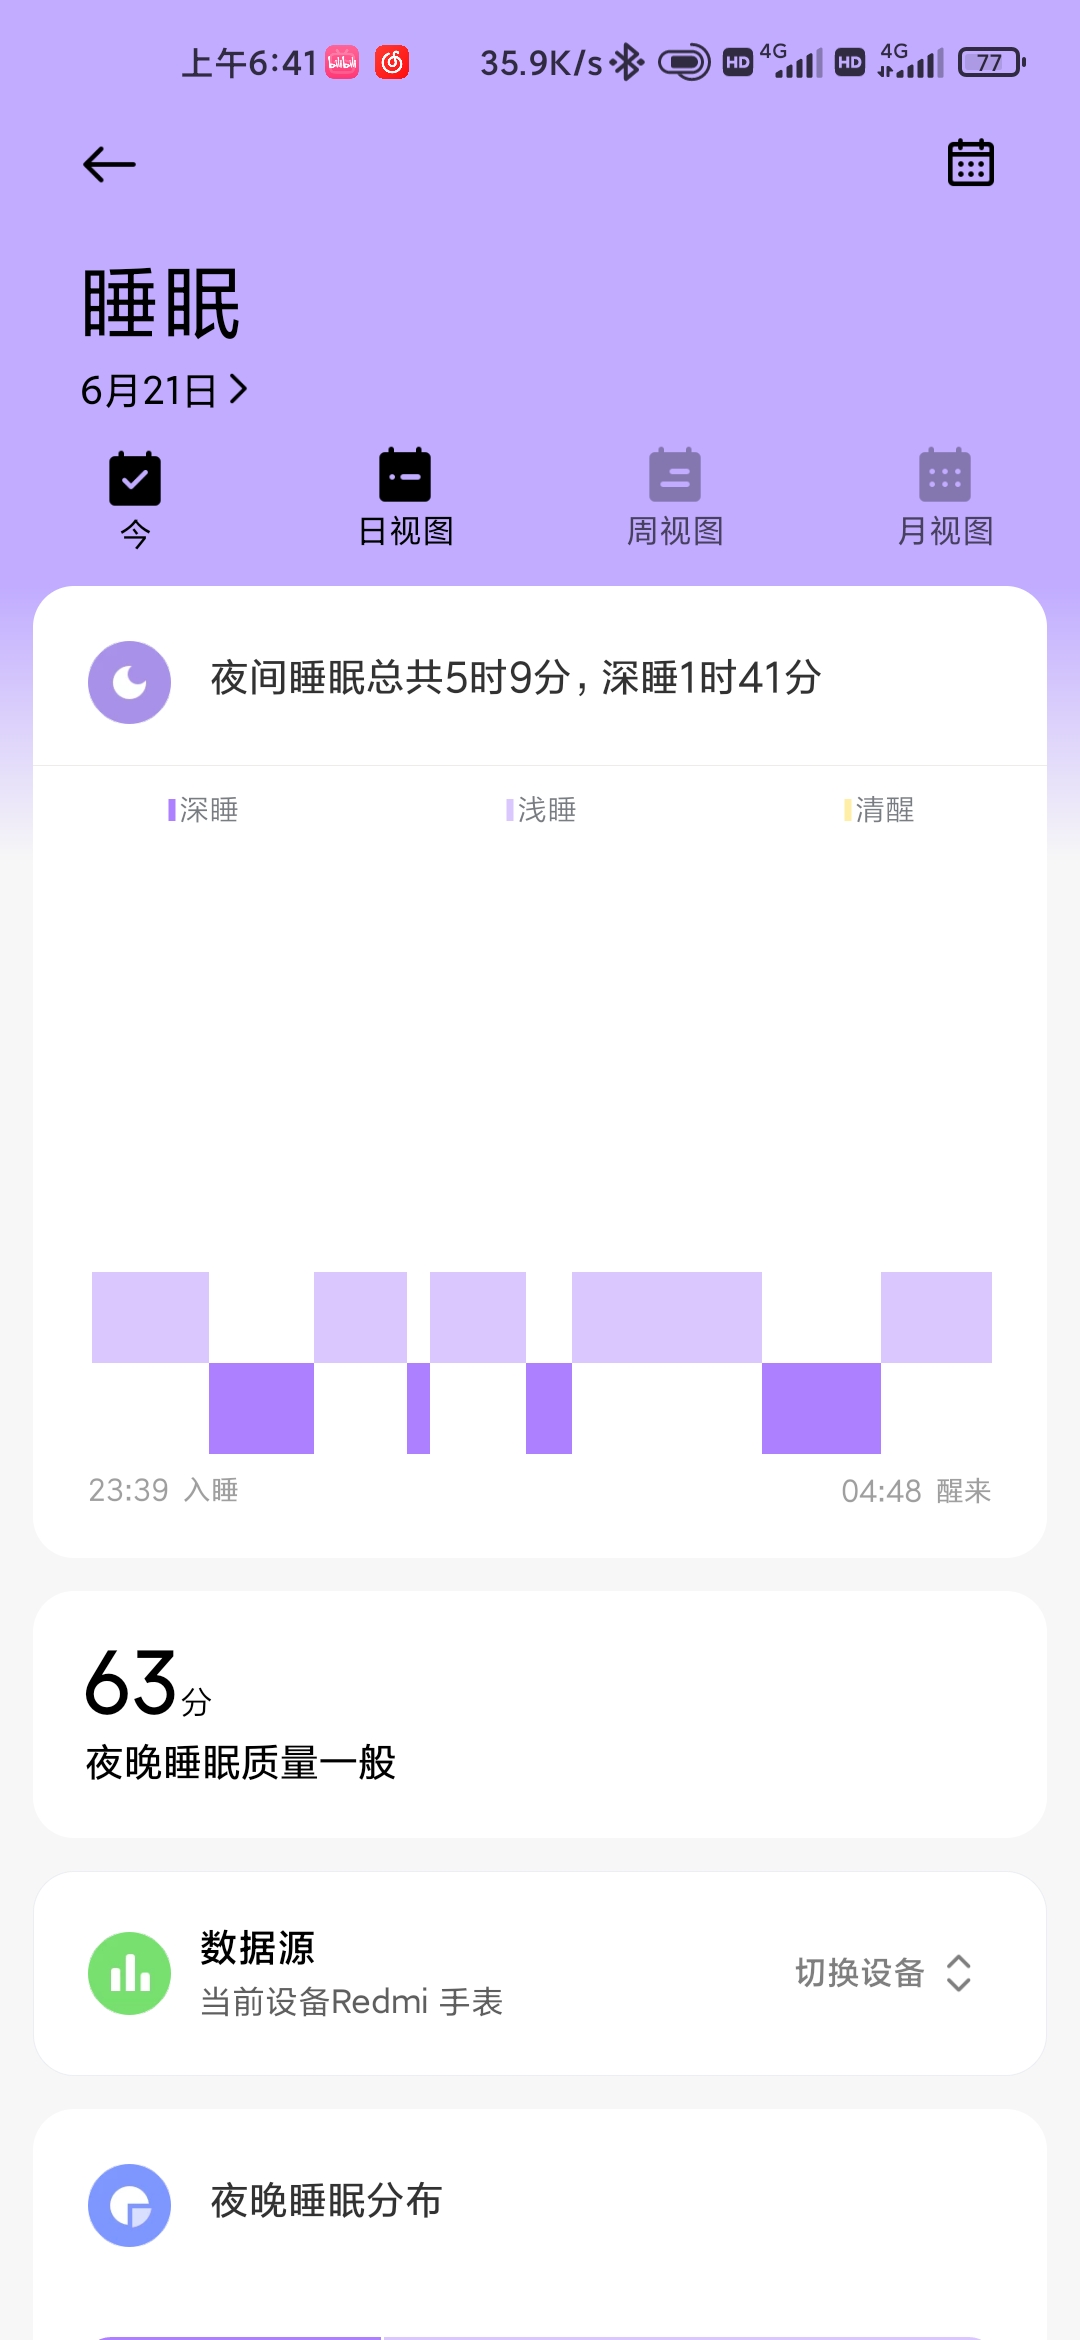 上午6:41 bilibili 35.9K/s HD 4G HD 4G 77
睡眠
6月21日
今 日视图 周视图 月视图
夜间睡眠总共5时9分，深睡1时41分
深睡 浅睡 清醒
23:39 入睡 04:48 醒来
63分
夜晚睡眠质量一般
数据源
当前设备Redmi 手表
切换设备
夜晚睡眠分布